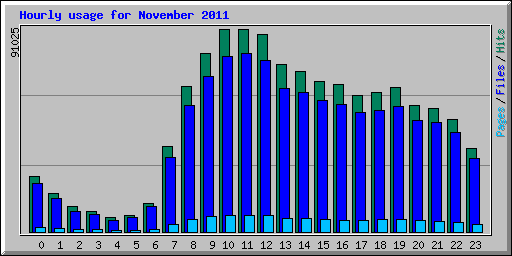 Hourly usage for November 2011
91025
Pages / Files / Hits
0 1 2 3 4 5 6 7 8 9 10 11 12 13 14 15 16 17 18 19 20 21 22 23